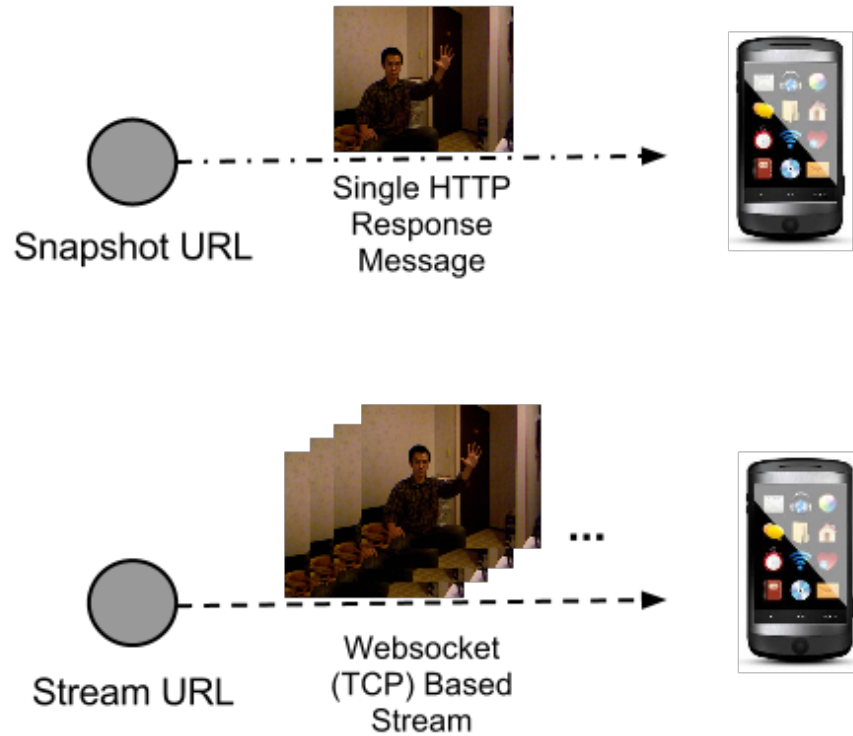 Single HTTP
Response
Message
Snapshot URL
...
Websocket
(TCP) Based
Stream
Stream URL